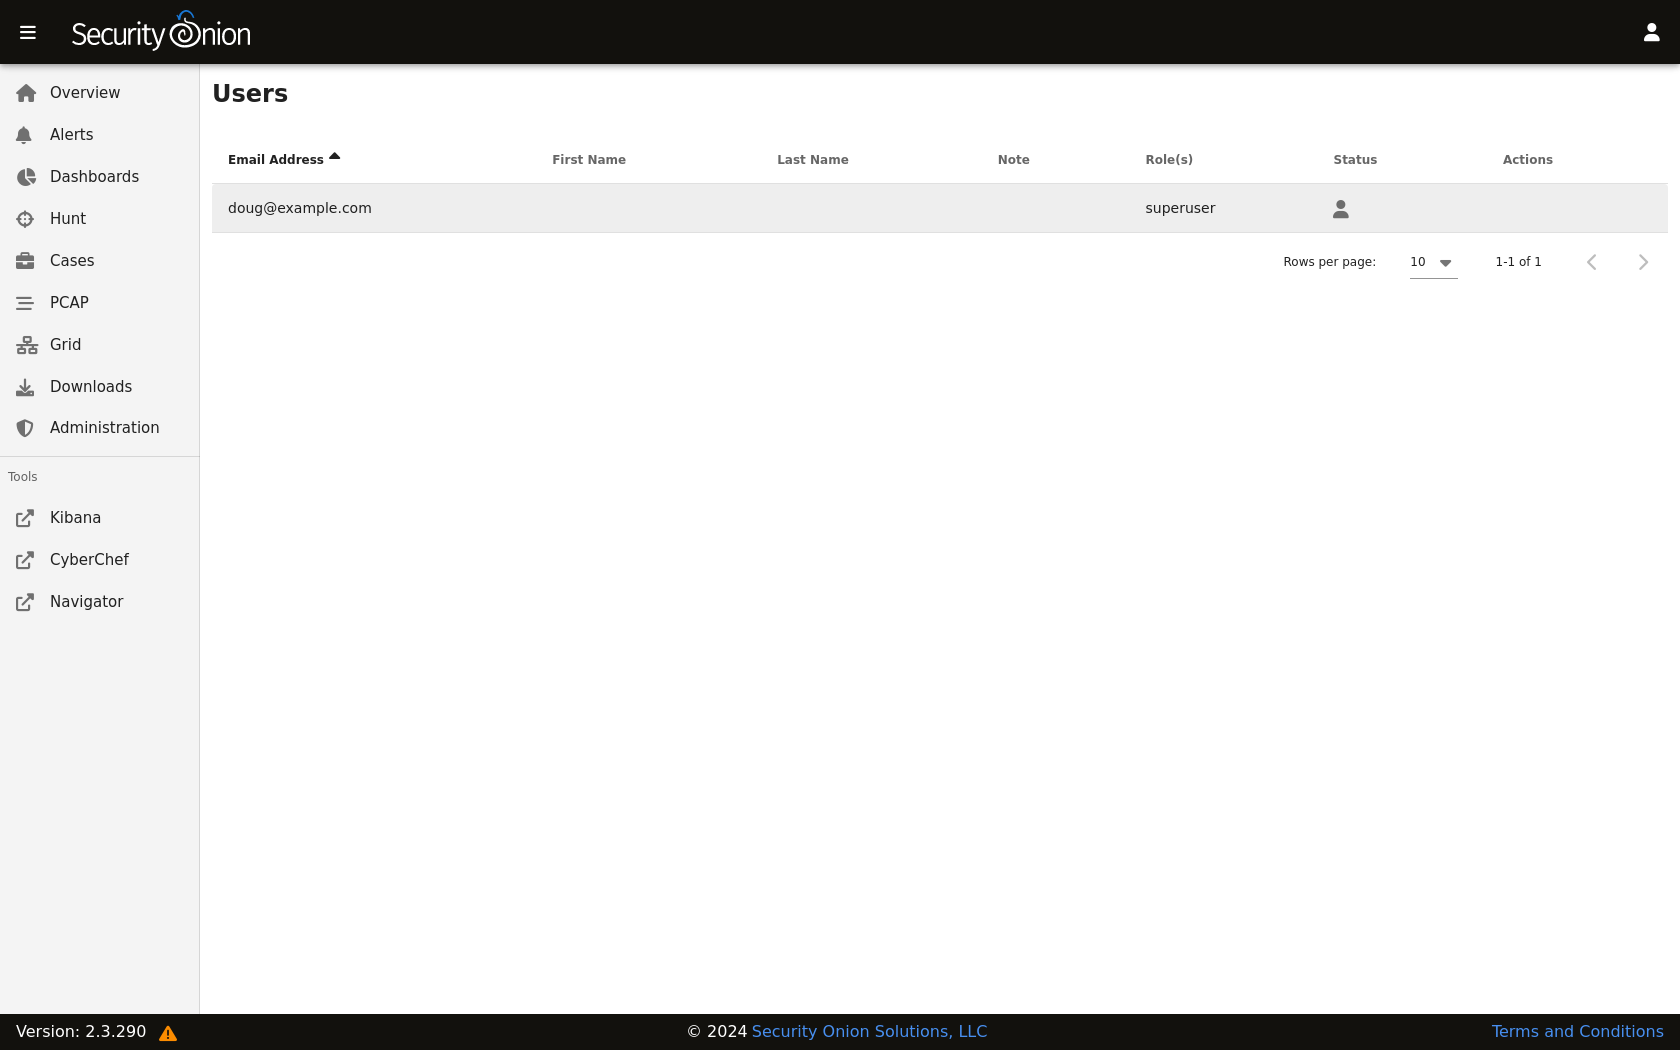 Security Onion
Overview
Alerts
Dashboards
Hunt
Cases
PCAP
Grid
Downloads
Administration
Tools
Kibana
CyberChef
Navigator
Users
Email Address First Name Last Name Note Role(s) Status Actions
doug@example.com superuser
Rows per page: 10 1-1 of 1
Version: 2.3.290 © 2024 Security Onion Solutions, LLC Terms and Conditions